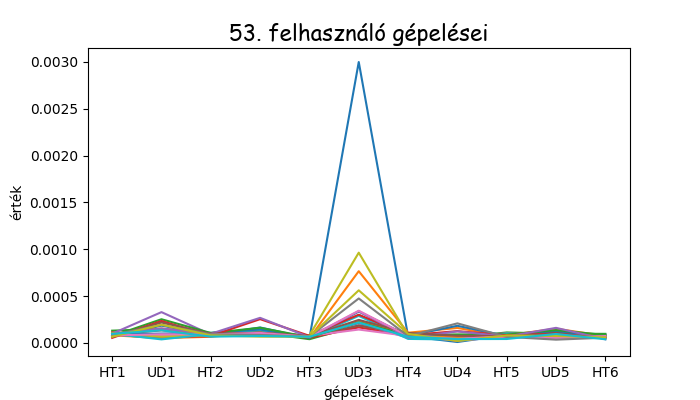 53. felhasználó gépelései
érték
0.0030
0.0025
0.0020
0.0015
0.0010
0.0005
0.0000
HT1 UD1 HT2 UD2 HT3 UD3 HT4 UD4 HT5 UD5 HT6
gépelések